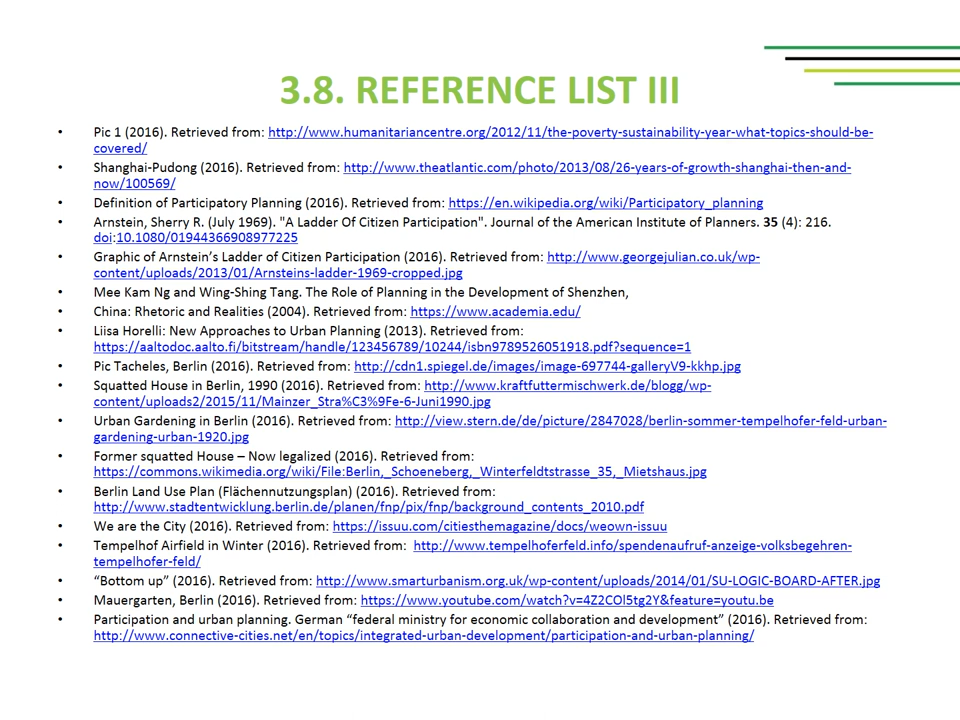 3.8. REFERENCE LIST III
• Pic 1 (2016). Retrieved from: http://www.humanitariancentre.org/2012/11/the-poverty-sustainability-year-what-topics-should-be-
covered/
• Shanghai-Pudong (2016). Retrieved from: http://www.theatlantic.com/photo/2013/08/26-years-of-growth-shanghai-then-and-
now/100569/
• Definition of Participatory Planning (2016). Retrieved from: https://en.wikipedia.org/wiki/Participatory_planning
• Arnstein, Sherry R. (July 1969). "A Ladder Of Citizen Participation". Journal of the American Institute of Planners. 35 (4): 216.
doi:10.1080/01944366908977225
• Graphic of Arnstein’s Ladder of Citizen Participation (2016). Retrieved from: http://www.georgejulian.co.uk/wp-
content/uploads/2013/01/Arnsteins-ladder-1969-cropped.jpg
• Mee Kam Ng and Wing-Shing Tang. The Role of Planning in the Development of Shenzhen,
• China: Rhetoric and Realities (2004). Retrieved from: https://www.academia.edu/
• Liisa Horelli: New Approaches to Urban Planning (2013). Retrieved from:
https://aaltodoc.aalto.fi/bitstream/handle/123456789/10244/isbn9789526051918.pdf?sequence=1
• Pic Tacheles, Berlin (2016). Retrieved from: http://cdn1.spiegel.de/images/image-697744-galleryV9-kkhp.jpg
• Squatted House in Berlin, 1990 (2016). Retrieved from: http://www.kraftfuttermischwerk.de/blogg/wp-
content/uploads2/2015/11/Mainzer_Stra%C3%9Fe-6-Juni1990.jpg
• Urban Gardening in Berlin (2016). Retrieved from: http://view.stern.de/de/picture/2847028/berlin-sommer-tempelhofer-feld-urban-
gardening-urban-1920.jpg
• Former squatted House – Now legalized (2016). Retrieved from:
https://commons.wikimedia.org/wiki/File:Berlin,_Schoeneberg,_Winterfeldtstrasse_35,_Mietshaus.jpg
• Berlin Land Use Plan (Flächennutzungsplan) (2016). Retrieved from:
http://www.stadtentwicklung.berlin.de/planen/fnp/pix/fnp/background_contents_2010.pdf
• We are the City (2016). Retrieved from: https://issuu.com/citiesthemagazine/docs/weown-issuu
• Tempelhof Airfield in Winter (2016). Retrieved from: http://www.tempelhoferfeld.info/spendenaufruf-anzeige-volksbegehren-
tempelhofer-feld/
• “Bottom up” (2016). Retrieved from: http://www.smarturbanism.org.uk/wp-content/uploads/2014/01/SU-LOGIC-BOARD-AFTER.jpg
• Mauergarten, Berlin (2016). Retrieved from: https://www.youtube.com/watch?v=4Z2COl5tg2Y&feature=youtu.be
• Participation and urban planning. German “federal ministry for economic collaboration and development” (2016). Retrieved from:
http://www.connective-cities.net/en/topics/integrated-urban-development/participation-and-urban-planning/